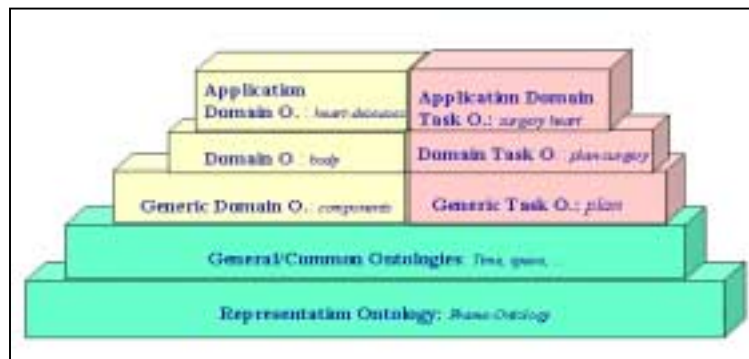 Application
Domain O. : heart diseases
Application Domain
Task O.: surgery heart
Domain O : body
Domain Task O : plan surgery
Generic Domain O.: components
Generic Task O.: plan
General/Common Ontologies: Time, space, ...
Representation Ontology: Frame-Ontology